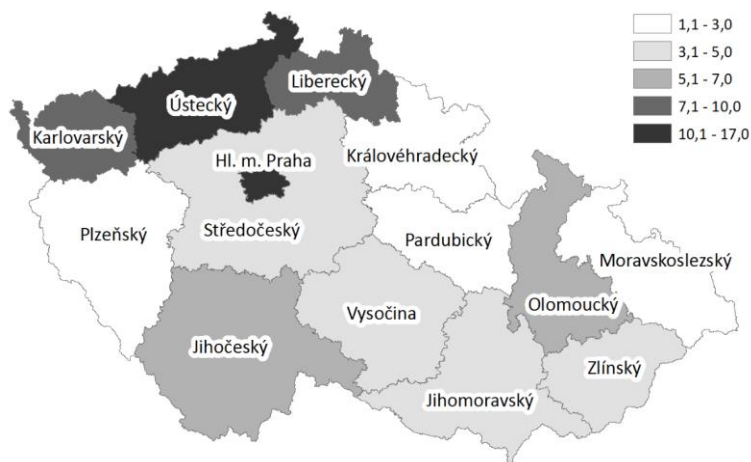 1,1 - 3,0
3,1 - 5,0
5,1 - 7,0
7,1 - 10,0
10,1 - 17,0
Liberecký
Ústecký
Karlovarský
Hl. m. Praha
Královéhradecký
Plzeňský
Středočeský
Pardubický
Moravskoslezský
Olomoucký
Vysočina
Jihočeský
Zlínský
Jihomoravský